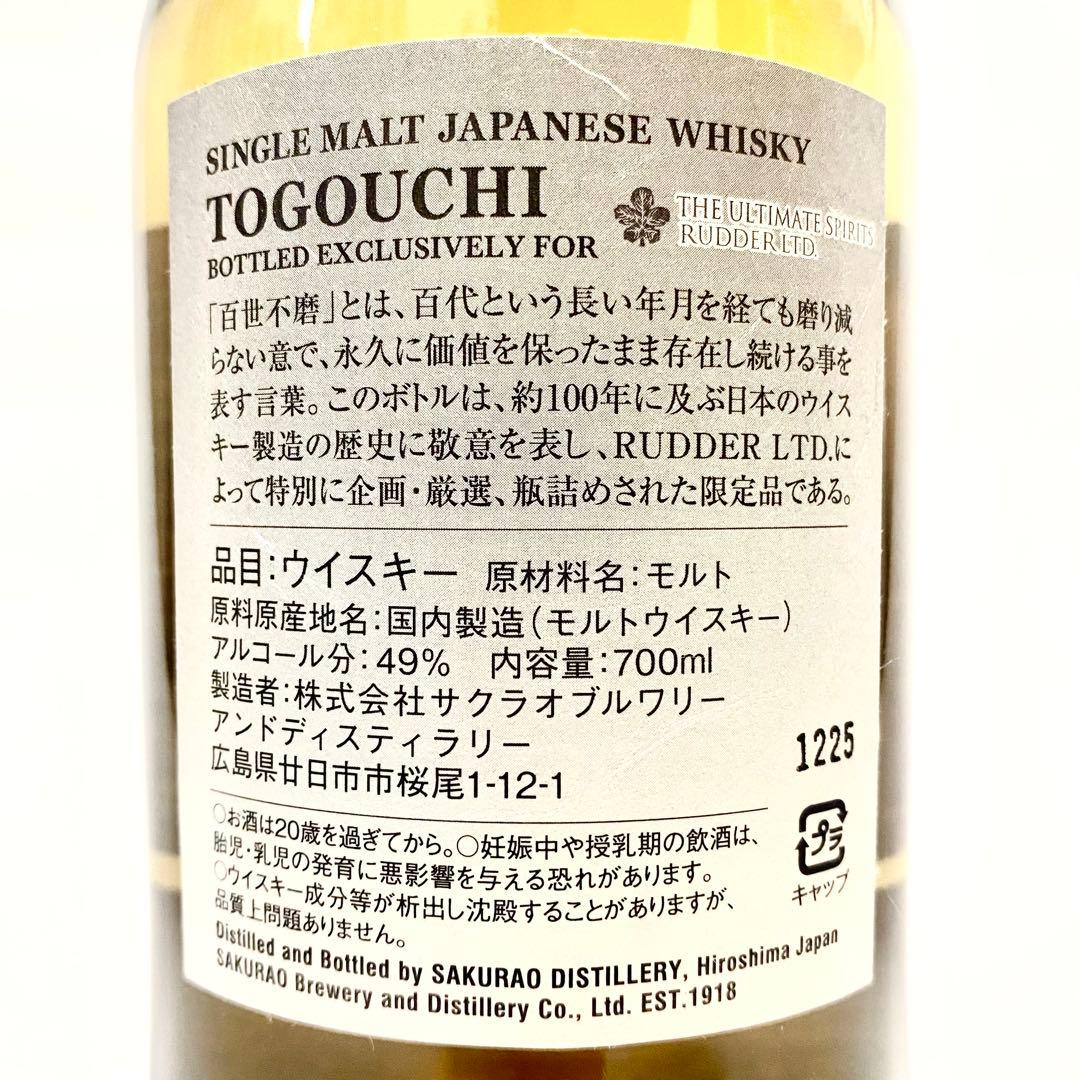 SINGLE MALT JAPANESE WHISKY
TOGOUCHI
BOTTLED EXCLUSIVELY FOR
THE ULTIMATE SPIRITS
RUDDER LTD.
「百世不磨」とは、百代という長い年月を経ても磨り減
らない意で、永久に価値を保ったまま存在し続ける事を
表す言葉。このボトルは、約100年に及ぶ日本のウイス
キー製造の歴史に敬意を表し、RUDDER LTD.に
よって特別に企画・厳選、瓶詰めされた限定品である。
品目:ウイスキー 原材料名:モルト
原料原産地名:国内製造(モルトウイスキー)
アルコール分:49% 内容量:700ml
製造者:株式会社サクラオブルワリー
アンドディスティラリー
広島県廿日市市桜尾1-12-1
1225
○お酒は20歳を過ぎてから。○妊娠中や授乳期の飲酒は、
胎児・乳児の発育に悪影響を与える恐れがあります。
○ウイスキー成分等が析出し沈殿することがありますが、
品質上問題ありません。
プラ
キャップ
Distilled and Bottled by SAKURAO DISTILLERY, Hiroshima Japan
SAKURAO Brewery and Distillery Co., Ltd. EST.1918